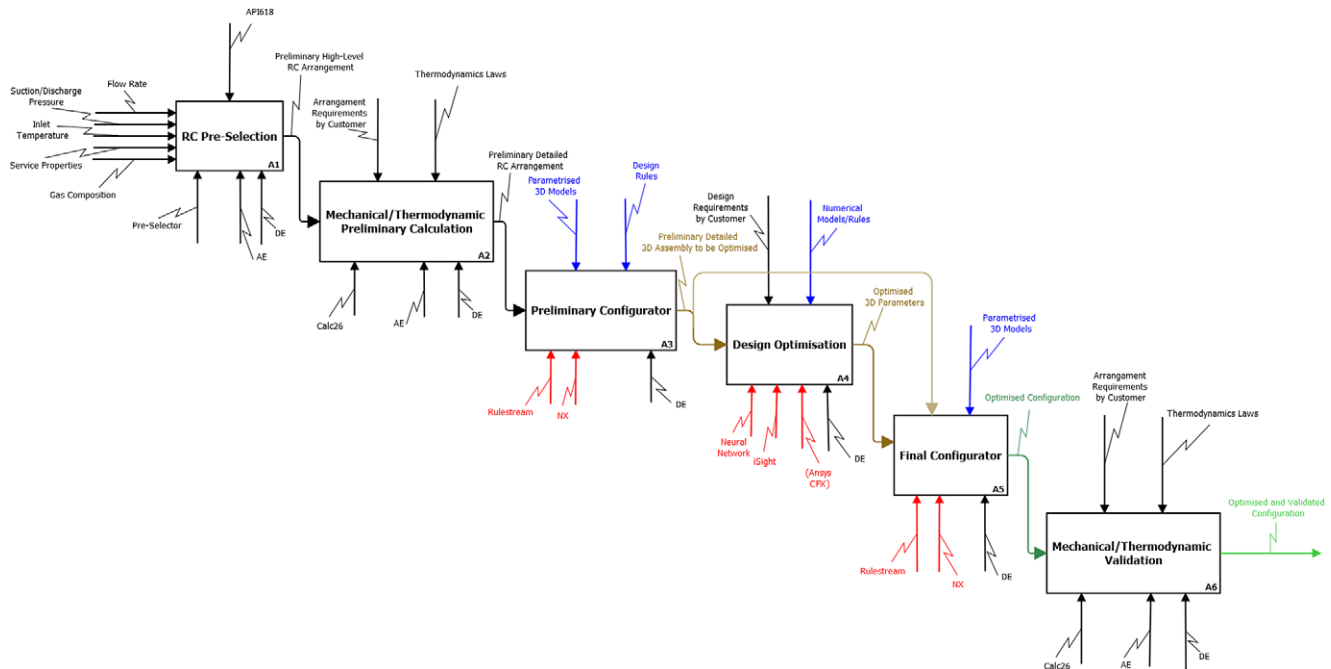 API618
Preliminary High-Level
RC Arrangement
Flow Rate
Suction/Discharge
Pressure
Inlet
Temperature
Service Properties
Gas Composition
RC Pre-Selection
A1
Pre-Selector
AE
DE
Thermodynamics Laws
Arrangament
Requirements
by Customer
Preliminary Detailed
RC Arrangement
Mechanical/Thermodynamic
Preliminary Calculation
A2
Calc26
AE
DE
Parametrised
3D Models
Design
Rules
Preliminary Detailed
3D Assembly to be Optimised
Preliminary Configurator
A3
Rulestream
NX
DE
Design
Requirements
by Customer
Numerical
Models/Rules
Optimised
3D Parameters
Design Optimisation
A4
Neural
Network
iSight
(Ansys
CFX)
DE
Parametrised
3D Models
Optimised Configuration
Final Configurator
A5
Rulestream
NX
DE
Arrangament
Requirements
by Customer
Thermodynamics Laws
Optimised and Validated
Configuration
Mechanical/Thermodynamic
Validation
A6
Calc26
AE
DE